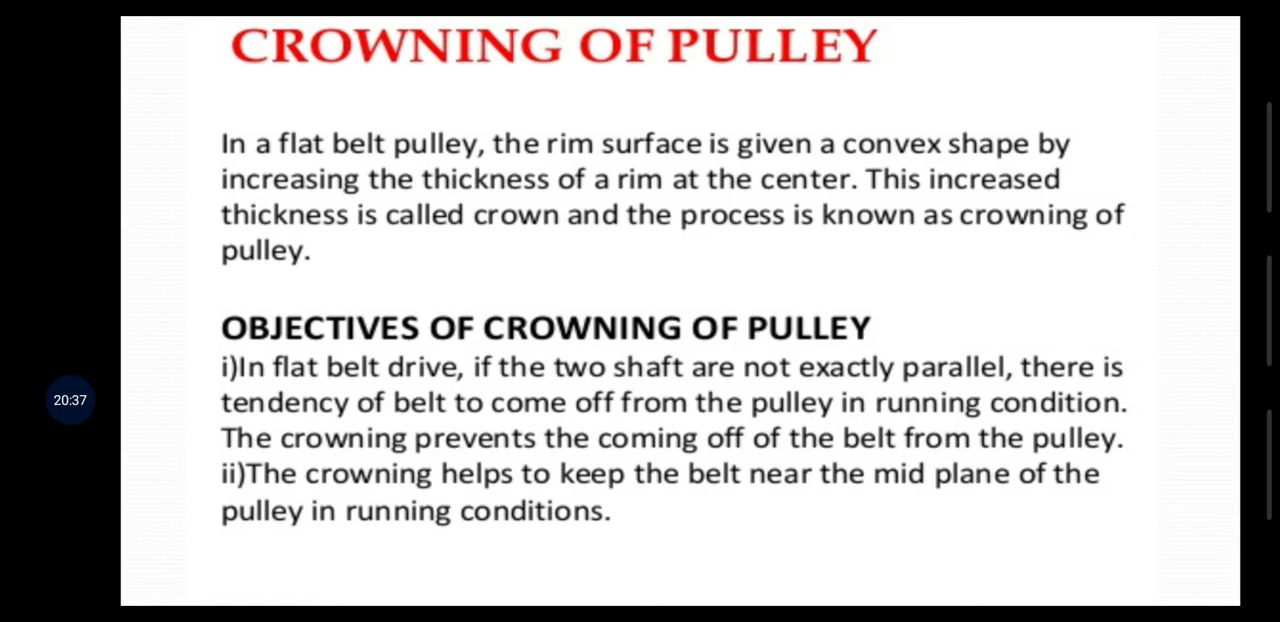 CROWNING OF PULLEY
In a flat belt pulley, the rim surface is given a convex shape by
increasing the thickness of a rim at the center. This increased
thickness is called crown and the process is known as crowning of
pulley.
OBJECTIVES OF CROWNING OF PULLEY
i)In flat belt drive, if the two shaft are not exactly parallel, there is
tendency of belt to come off from the pulley in running condition.
The crowning prevents the coming off of the belt from the pulley.
ii)The crowning helps to keep the belt near the mid plane of the
pulley in running conditions.
20:37